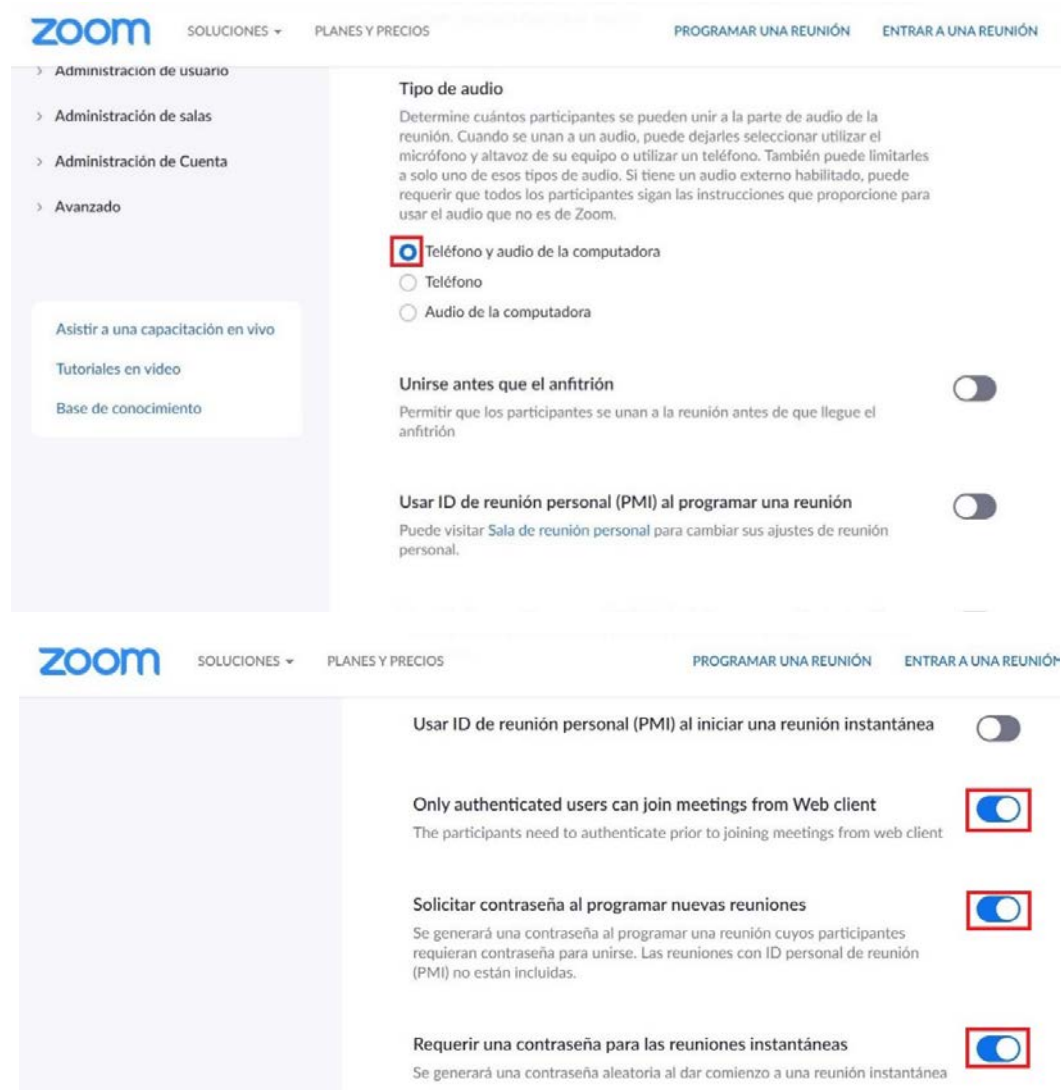 zoom SOLUCIONES PLANES Y PRECIOS PROGRAMAR UNA REUNIÓN ENTRAR A UNA REUNIÓN
Administración de usuario
Administración de salas
Administración de Cuenta
Avanzado
Asistir a una capacitación en vivo
Tutoriales en video
Base de conocimiento
Tipo de audio
Determine cuántos participantes se pueden unir a la parte de audio de la
reunión. Cuando se unan a un audio, puede dejarles seleccionar utilizar el
micrófono y altavoz de su equipo o utilizar un teléfono. También puede limitarles
a solo uno de esos tipos de audio. Si tiene un audio externo habilitado, puede
requerir que todos los participantes sigan las instrucciones que proporcione para
usar el audio que no es de Zoom.
Teléfono y audio de la computadora
Teléfono
Audio de la computadora
Unirse antes que el anfitrión
Permitir que los participantes se unan a la reunión antes de que llegue el
anfitrión
Usar ID de reunión personal (PMI) al programar una reunión
Puede visitar Sala de reunión personal para cambiar sus ajustes de reunión
personal.
zoom SOLUCIONES PLANES Y PRECIOS PROGRAMAR UNA REUNIÓN ENTRAR A UNA REUNIÓN
Usar ID de reunión personal (PMI) al iniciar una reunión instantánea
Only authenticated users can join meetings from Web client
The participants need to authenticate prior to joining meetings from web client
Solicitar contraseña al programar nuevas reuniones
Se generará una contraseña al programar una reunión cuyos participantes
requieran contraseña para unirse. Las reuniones con ID personal de reunión
(PMI) no están incluidas.
Requerir una contraseña para las reuniones instantáneas
Se generará una contraseña aleatoria al dar comienzo a una reunión instantánea